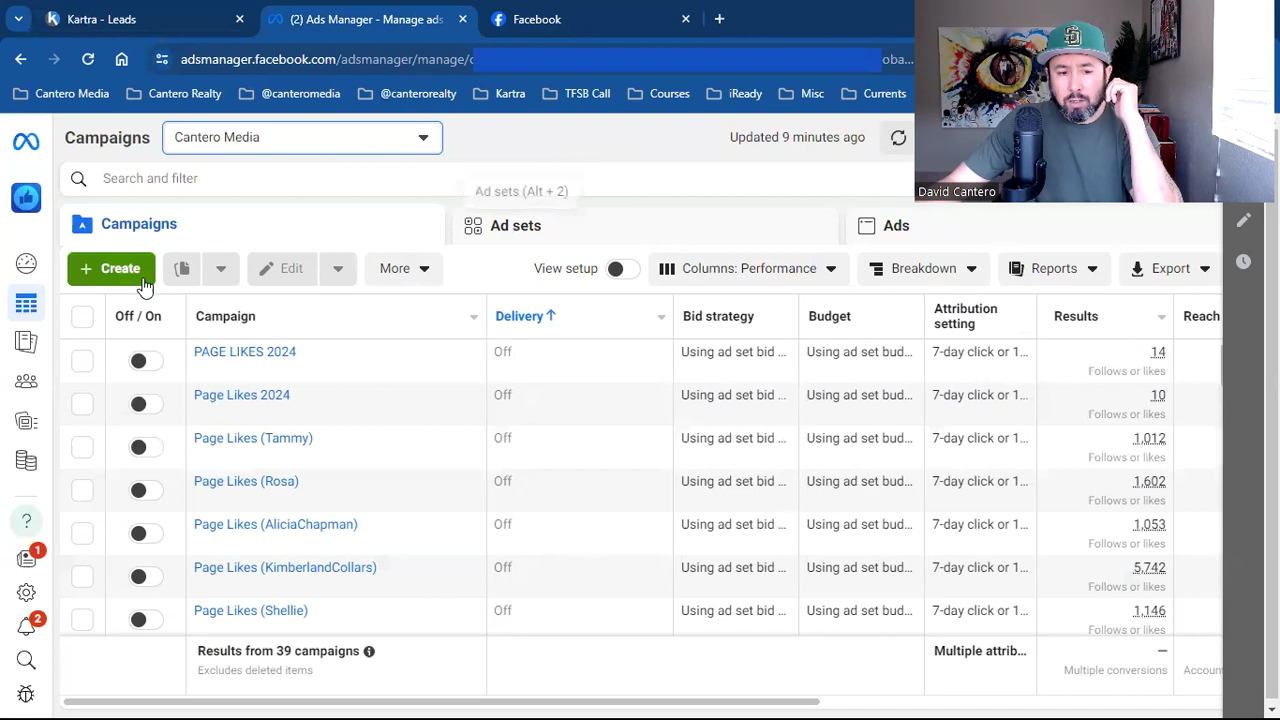 Kartra - Leads
(2) Ads Manager - Manage ads
Facebook
adsmanager.facebook.com/adsmanager/manage/c
oba...
Cantero Media
Cantero Realty
@canteromedia
@canterorealty
Kartra
TFSB Call
Courses
iReady
Misc
Currents
David Cantero
Campaigns
Cantero Media
Updated 9 minutes ago
Search and filter
Ad sets (Alt + 2)
Campaigns
Ad sets
Ads
+ Create
Edit
More
View setup
Columns: Performance
Breakdown
Reports
Export
Off / On
Campaign
Delivery ↑
Bid strategy
Budget
Attribution setting
Results
Reach
PAGE LIKES 2024
Off
Using ad set bid ...
Using ad set bud...
7-day click or 1...
14
Follows or likes
Page Likes 2024
Off
Using ad set bid ...
Using ad set bud...
7-day click or 1...
10
Follows or likes
Page Likes (Tammy)
Off
Using ad set bid ...
Using ad set bud...
7-day click or 1...
1,012
Follows or likes
Page Likes (Rosa)
Off
Using ad set bid ...
Using ad set bud...
7-day click or 1...
1,602
Follows or likes
Page Likes (AliciaChapman)
Off
Using ad set bid ...
Using ad set bud...
7-day click or 1...
1,053
Follows or likes
Page Likes (KimberlandCollars)
Off
Using ad set bid ...
Using ad set bud...
7-day click or 1...
5,742
Follows or likes
Page Likes (Shellie)
Off
Using ad set bid ...
Using ad set bud...
7-day click or 1...
1,146
Follows or likes
Results from 39 campaigns
Excludes deleted items
Multiple attrib...
—
Multiple conversions
Account
?
1
2